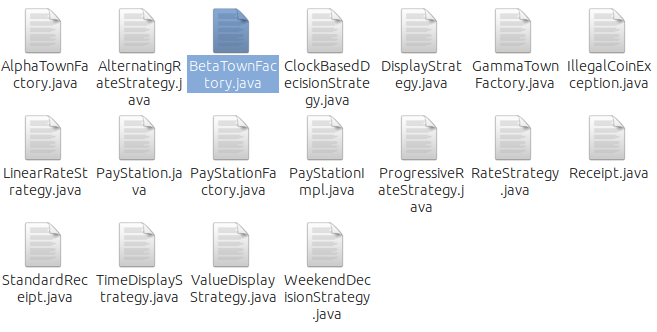 AlphaTownFactory.java
AlternatingRateStrategy.java
BetaTownFactory.java
ClockBasedDecisionStrategy.java
DisplayStrategy.java
GammaTownFactory.java
IllegalCoinException.java
LinearRateStrategy.java
PayStation.java
PayStationFactory.java
PayStationImpl.java
ProgressiveRateStrategy.java
RateStrategy.java
Receipt.java
StandardReceipt.java
TimeDisplayStrategy.java
ValueDisplayStrategy.java
WeekendDecisionStrategy.java